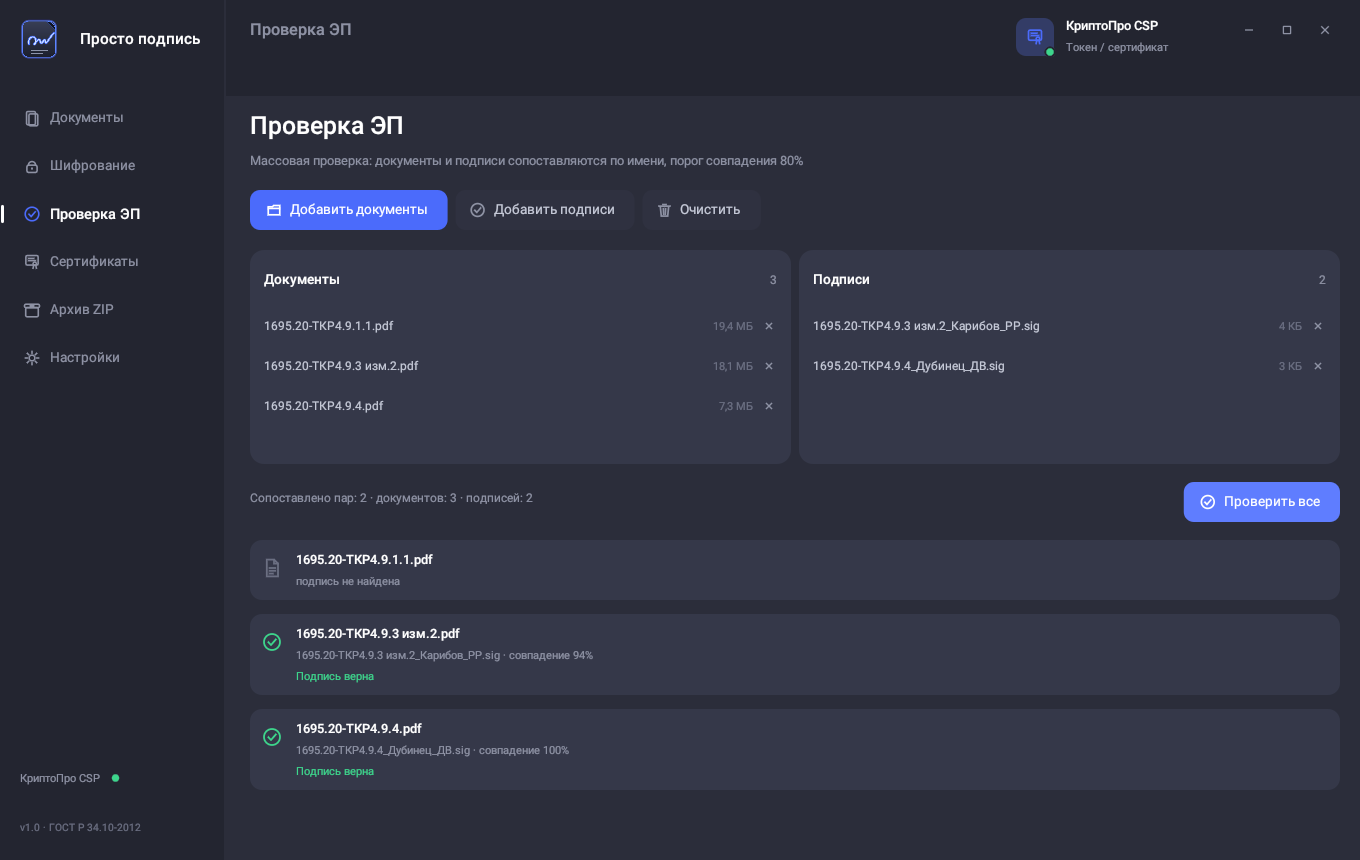 Просто подпись
Проверка ЭП
КриптоПро CSP
Токен / сертификат
Документы
Шифрование
Проверка ЭП
Сертификаты
Архив ZIP
Настройки
КриптоПро CSP
v1.0 · ГОСТ Р 34.10-2012
Проверка ЭП
Массовая проверка: документы и подписи сопоставляются по имени, порог совпадения 80%
Добавить документы
Добавить подписи
Очистить
Документы 3
1695.20-ТКР4.9.1.1.pdf 19,4 МБ
1695.20-ТКР4.9.3 изм.2.pdf 18,1 МБ
1695.20-ТКР4.9.4.pdf 7,3 МБ
Подписи 2
1695.20-ТКР4.9.3 изм.2_Карибов_РР.sig 4 КБ
1695.20-ТКР4.9.4_Дубинец_ДВ.sig 3 КБ
Сопоставлено пар: 2 · документов: 3 · подписей: 2
Проверить все
1695.20-ТКР4.9.1.1.pdf
подпись не найдена
1695.20-ТКР4.9.3 изм.2.pdf
1695.20-ТКР4.9.3 изм.2_Карибов_РР.sig · совпадение 94%
Подпись верна
1695.20-ТКР4.9.4.pdf
1695.20-ТКР4.9.4_Дубинец_ДВ.sig · совпадение 100%
Подпись верна